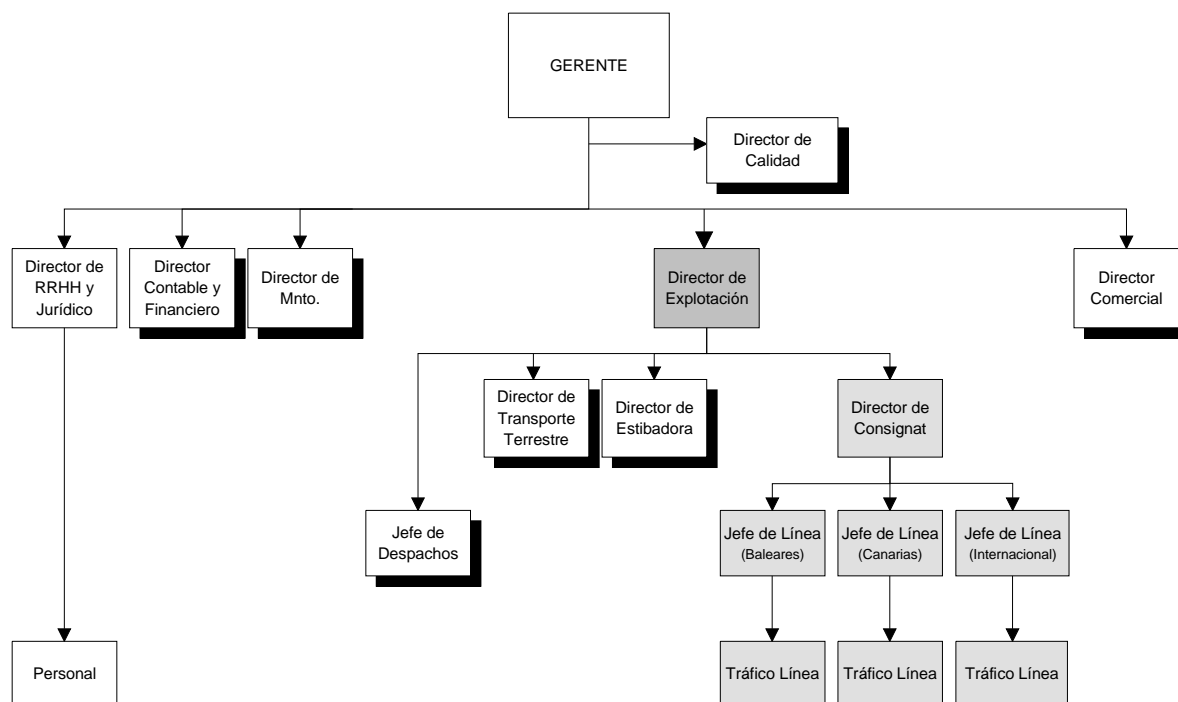 GERENTE
Director de
Calidad
Director de
RRHH y
Jurídico
Director
Contable y
Financiero
Director de
Mnto.
Director de
Explotación
Director
Comercial
Director de
Transporte
Terrestre
Director de
Estibadora
Director de
Consignat
Jefe de
Despachos
Jefe de Línea
(Baleares)
Jefe de Línea
(Canarias)
Jefe de Línea
(Internacional)
Personal
Tráfico Línea
Tráfico Línea
Tráfico Línea